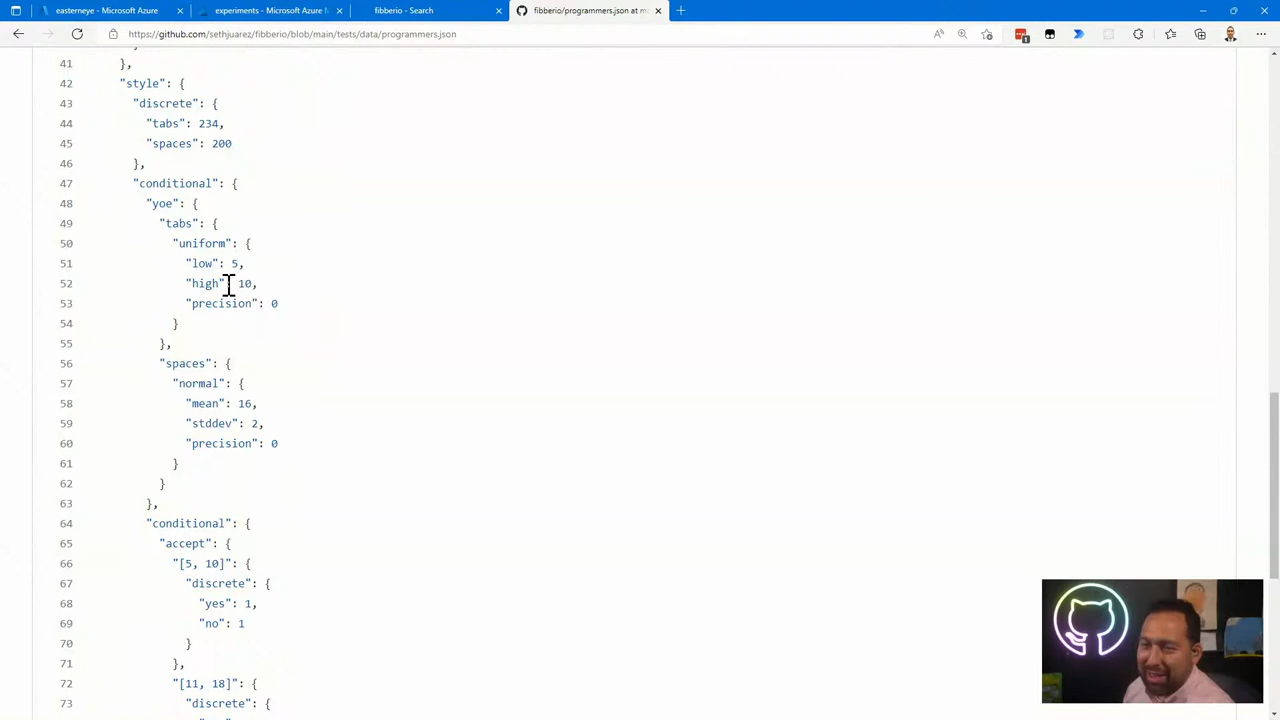 easterneye - Microsoft Azure
experiments - Microsoft Azure M
fibberio - Search
fibberio/programmers.json at m
https://github.com/sethjuarez/fibberio/blob/main/tests/data/programmers.json
41 },
42 "style": {
43 "discrete": {
44 "tabs": 234,
45 "spaces": 200
46 },
47 "conditional": {
48 "yoe": {
49 "tabs": {
50 "uniform": {
51 "low": 5,
52 "high": 10,
53 "precision": 0
54 }
55 },
56 "spaces": {
57 "normal": {
58 "mean": 16,
59 "stddev": 2,
60 "precision": 0
61 }
62 }
63 },
64 "conditional": {
65 "accept": {
66 "[5, 10]": {
67 "discrete": {
68 "yes": 1,
69 "no": 1
70 }
71 },
72 "[11, 18]": {
73 "discrete": {